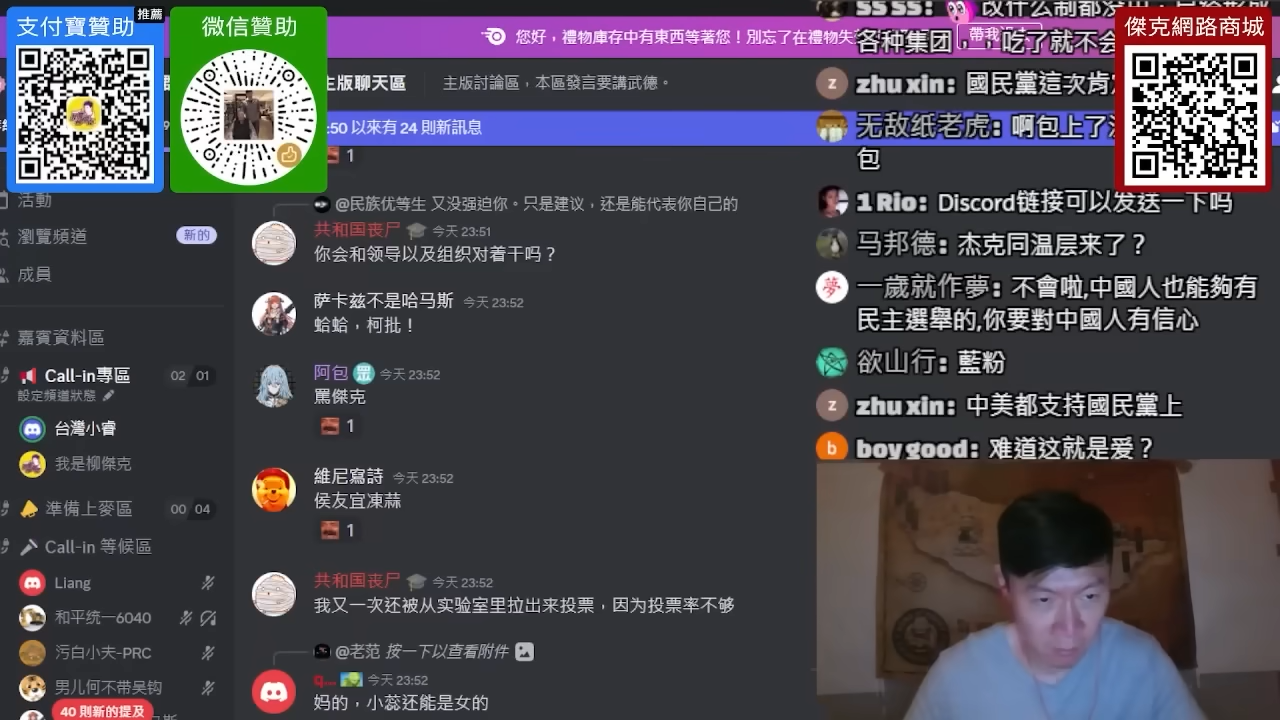 支付寶贊助
推薦
微信贊助
您好，禮物庫存中有東西等著您！別忘了在禮物失
帶我
主版聊天區
主版討論區，本區發言要講武德。
:50 以來有 24 則新訊息
1
活動
瀏覽頻道
新的
成員
嘉賓資料區
Call-in專區
02 01
設定頻道狀態
台灣小睿
我是柳傑克
準備上麥區
00 04
Call-in 等候區
Liang
和平统一6040
污白小夫-PRC
男儿何不带吴钩
40 則新的提及
@民族优等生 又没强迫你。只是建议，还是能代表你自己的
共和国丧尸 今天 23:51
你会和领导以及组织对着干吗？
萨卡兹不是哈马斯 今天 23:52
蛤蛤，柯批！
阿包 罡 今天 23:52
罵傑克
1
維尼寫詩 今天 23:52
侯友宜凍蒜
1
共和国丧尸 今天 23:52
我又一次还被从实验室里拉出来投票，因为投票率不够
@老范 按一下以查看附件
q... 今天 23:52
妈的，小蕊还能是女的
傑克網路商城
ss ss:
各种集团，，吃了就不会
zhu xin: 國民黨這次肯
无敌纸老虎: 啊包上了
包
1 Rio: Discord链接可以发送一下吗
马邦德: 杰克同温层来了？
一歲就作夢: 不會啦,中國人也能夠有
民主選舉的,你要對中國人有信心
欲山行: 藍粉
zhu xin: 中美都支持國民黨上
boy good: 难道这就是爱？